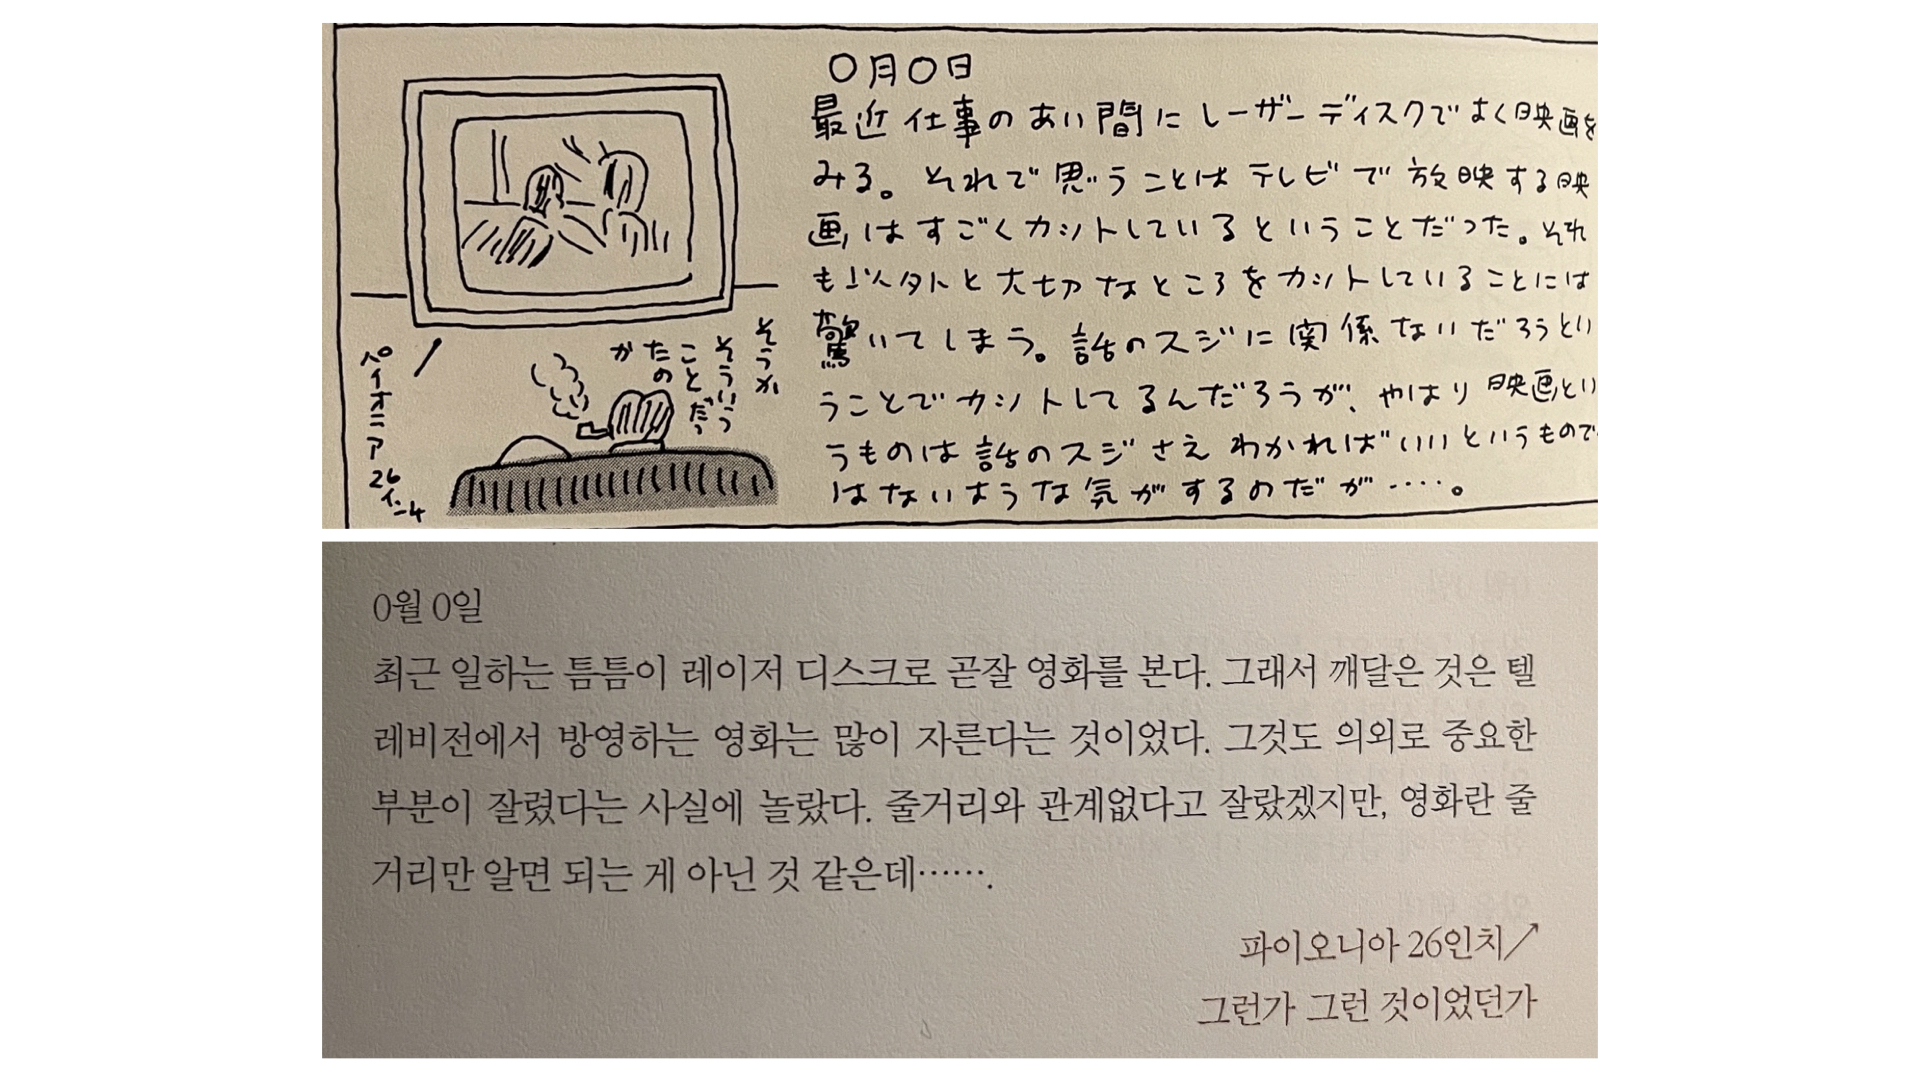 〇月〇日
最近仕事のあい間にレーザーディスクでよく映画を
みる。それで思うことはテレビで放映する映
画はすごくカットしているということだった。それ
も以外と大切なところをカットしていることには
驚いてしまう。話のスジに関係ないだろうとい
うことでカットしてるんだろうが、やはり映画とい
うものは話のスジさえわかればいいというもので
はないような気がするのだが‥‥。
そうか
そういう
ことだっ
たの
か
パイオニア26インチ
0월 0일
최근 일하는 틈틈이 레이저 디스크로 곧잘 영화를 본다. 그래서 깨달은 것은 텔
레비전에서 방영하는 영화는 많이 자른다는 것이었다. 그것도 의외로 중요한
부분이 잘렸다는 사실에 놀랐다. 줄거리와 관계없다고 잘랐겠지만, 영화란 줄
거리만 알면 되는 게 아닌 것 같은데…….
파이오니아 26인치↗
그런가 그런 것이었던가